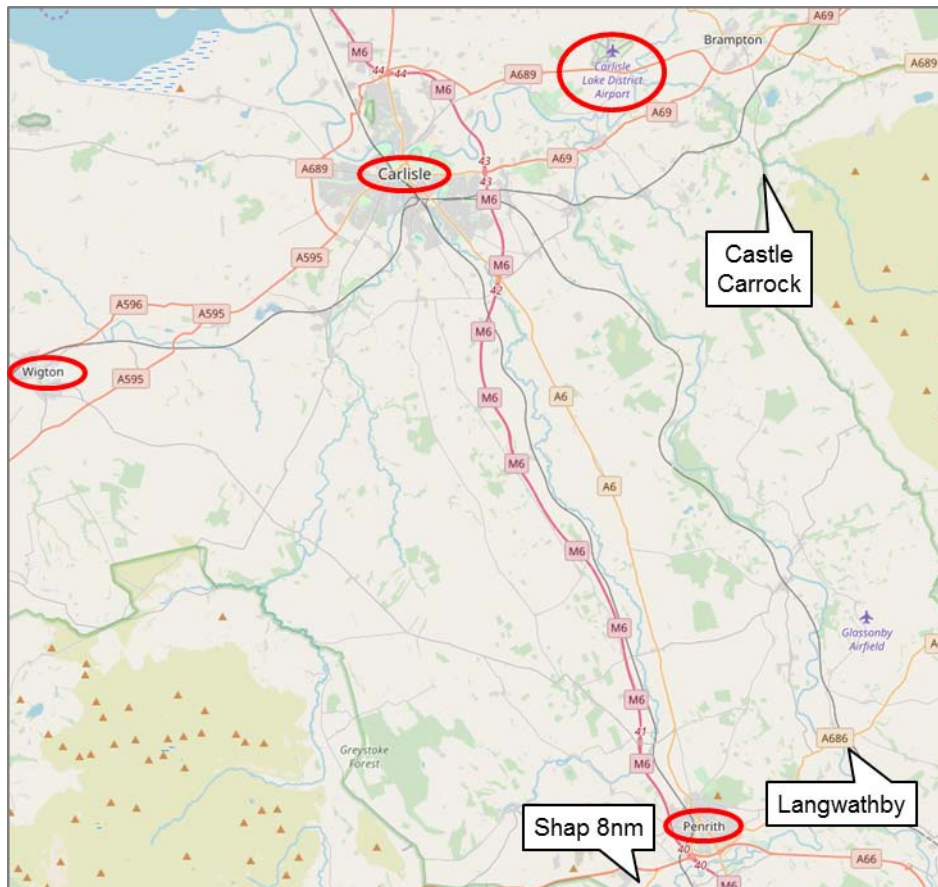 M6
A69
Brampton
44
44
A689
Carlisle
Lake District
Airport
A689
M6
A69
43
A69
A689
Carlisle
43
M6
Castle
Carrock
A595
M6
42
A596
A595
M6
Wigton
A595
M6
A6
M6
A6
M6
M6
Glassonby
Airfield
M6
41
A686
Greystoke
Forest
M6
Langwathby
Shap 8nm
Penrith
40
40
A66
M6